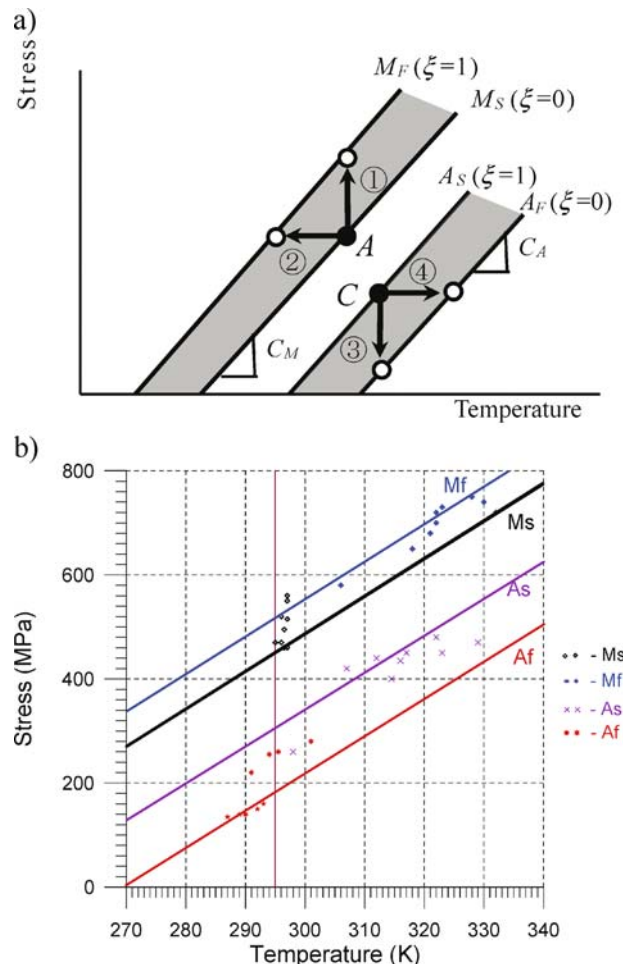 a)
Stress
M_F (ξ=1)
M_S (ξ=0)
A_S (ξ=1)
A_F (ξ=0)
①
②
A
C_A
④
C
③
C_M
Temperature
b)
800
600
400
200
0
Stress (MPa)
Mf
Ms
As
Af
- Ms
- Mf
- As
- Af
270 280 290 300 310 320 330 340
Temperature (K)